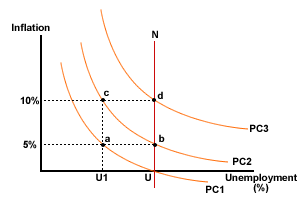 Inflation
N
10%
c
d
PC3
5%
a
b
PC2
U1
U
Unemployment
(%)
PC1